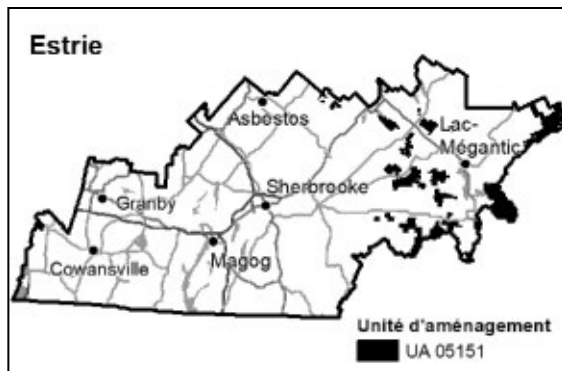 Estrie
Asbestos
Lac-
Mégantic
Sherbrooke
Granby
Magog
Cowansville
Unité d'aménagement
UA 05151